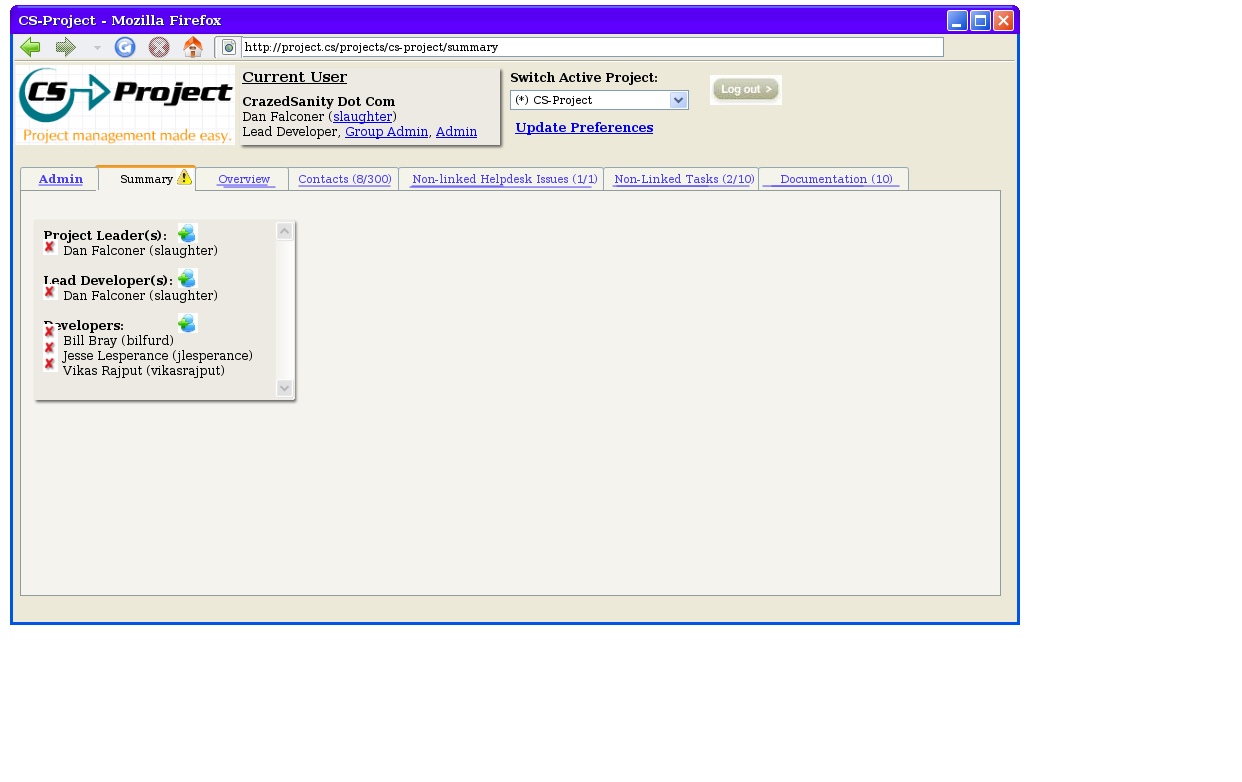 CS-Project - Mozilla Firefox
http://project.cs/projects/cs-project/summary
CS Project
Project management made easy.
Current User
CrazedSanity Dot Com
Dan Falconer (slaughter)
Lead Developer, Group Admin, Admin
Switch Active Project:
(*) CS-Project
Update Preferences
Log out >
Admin
Summary
Overview
Contacts (8/300)
Non-linked Helpdesk Issues (1/1)
Non-Linked Tasks (2/10)
Documentation (10)
Project Leader(s):
Dan Falconer (slaughter)
Lead Developer(s):
Dan Falconer (slaughter)
Developers:
Bill Bray (bilfurd)
Jesse Lesperance (jlesperance)
Vikas Rajput (vikasrajput)